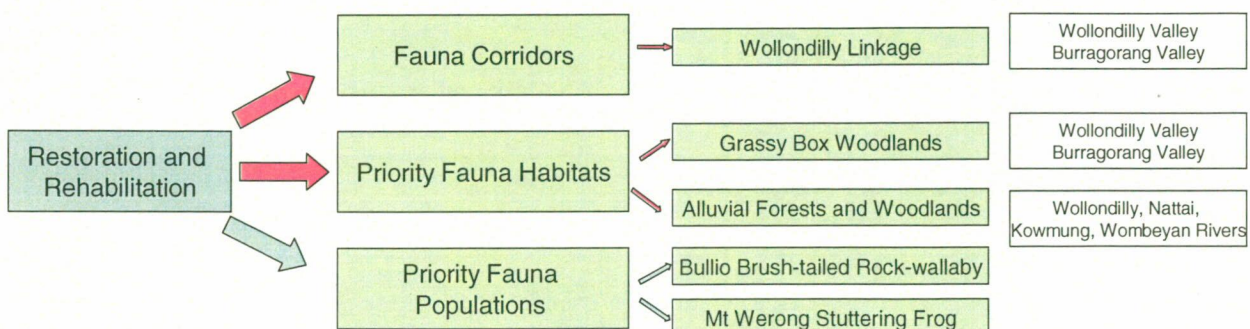 Restoration and
Rehabilitation
Fauna Corridors
Wollondilly Linkage
Wollondilly Valley
Burragorang Valley
Priority Fauna Habitats
Grassy Box Woodlands
Wollondilly Valley
Burragorang Valley
Alluvial Forests and Woodlands
Wollondilly, Nattai,
Kowmung, Wombeyan Rivers
Priority Fauna
Populations
Bullio Brush-tailed Rock-wallaby
Mt Werong Stuttering Frog